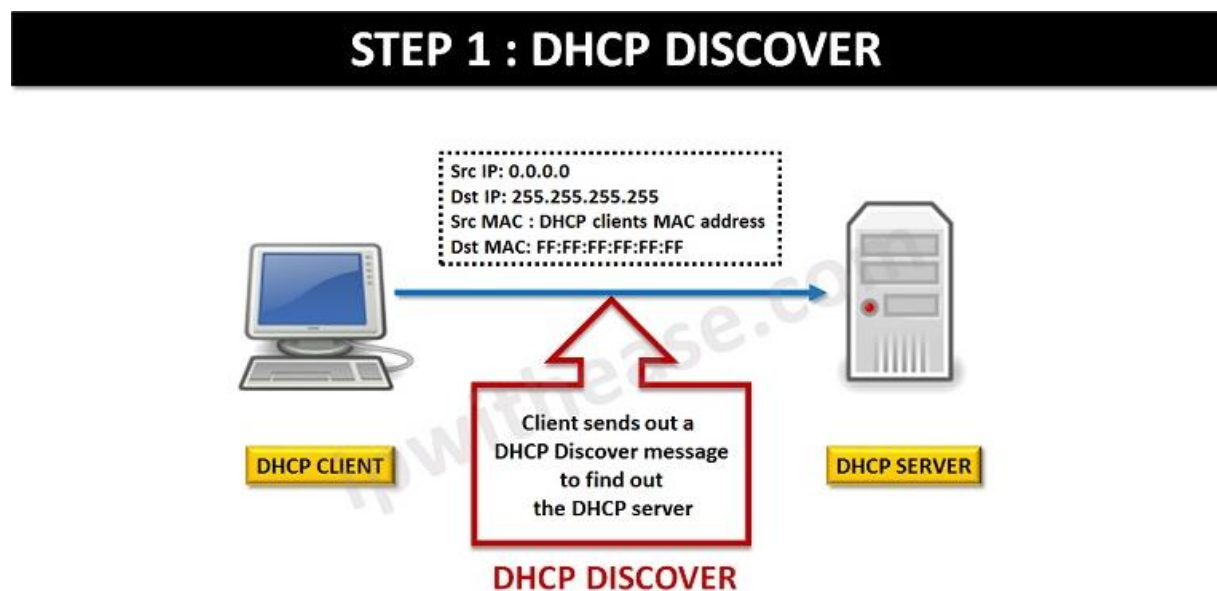 STEP 1 : DHCP DISCOVER
Src IP: 0.0.0.0
Dst IP: 255.255.255.255
Src MAC : DHCP clients MAC address
Dst MAC: FF:FF:FF:FF:FF:FF
ipwithease.com
Client sends out a
DHCP Discover message
to find out
the DHCP server
DHCP CLIENT
DHCP SERVER
DHCP DISCOVER